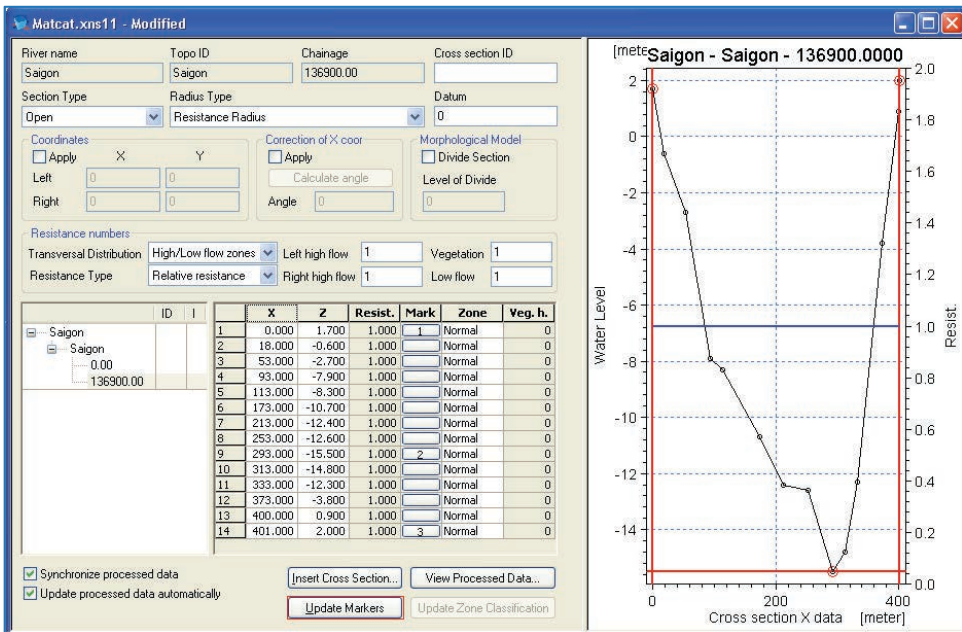 Matcat.xns11 - Modified
River name Topo ID Chainage Cross section ID
Saigon Saigon 136900.00
Section Type Radius Type Datum
Open Resistance Radius 0
Coordinates Correction of X coor Morphological Model
Apply X Y Apply Divide Section
Left 0 0 Calculate angle Level of Divide
Right 0 0 Angle 0 0
Resistance numbers
Transversal Distribution High/Low flow zones Left high flow 1 Vegetation 1
Resistance Type Relative resistance Right high flow 1 Low flow 1
ID I
Saigon
Saigon
0.00
136900.00
X Z Resist. Mark Zone Veg. h.
1 0.000 1.700 1.000 1 Normal 0
2 18.000 -0.600 1.000 Normal 0
3 53.000 -2.700 1.000 Normal 0
4 93.000 -7.900 1.000 Normal 0
5 113.000 -8.300 1.000 Normal 0
6 173.000 -10.700 1.000 Normal 0
7 213.000 -12.400 1.000 Normal 0
8 253.000 -12.600 1.000 Normal 0
9 293.000 -15.500 1.000 2 Normal 0
10 313.000 -14.800 1.000 Normal 0
11 333.000 -12.300 1.000 Normal 0
12 373.000 -3.800 1.000 Normal 0
13 400.000 0.900 1.000 Normal 0
14 401.000 2.000 1.000 3 Normal 0
Synchronize processed data
Update processed data automatically
Insert Cross Section... View Processed Data...
Update Markers Update Zone Classification
[mete Saigon - Saigon - 136900.0000
2
0
-2
-4
-6
-8
-10
-12
-14
Water Level
2.0
1.8
1.6
1.4
1.2
1.0
0.8
0.6
0.4
0.2
0.0
Resist.
0 200 400
Cross section X data [meter]